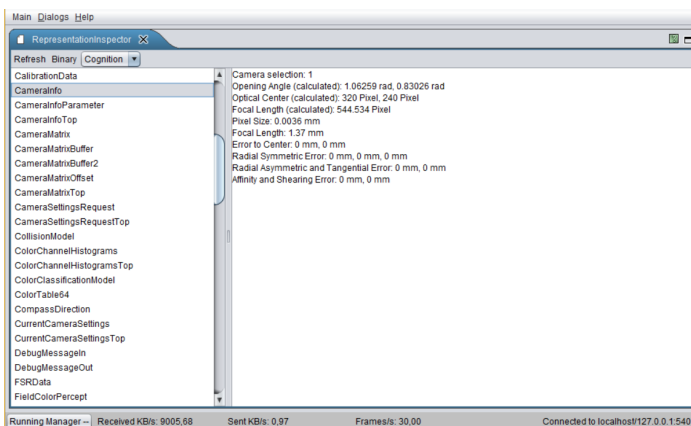 Main Dialogs Help
RepresentationInspector
Refresh Binary Cognition
CalibrationData
CameraInfo
CameraInfoParameter
CameraInfoTop
CameraMatrix
CameraMatrixBuffer
CameraMatrixBuffer2
CameraMatrixOffset
CameraMatrixTop
CameraSettingsRequest
CameraSettingsRequestTop
CollisionModel
ColorChannelHistograms
ColorChannelHistogramsTop
ColorClassificationModel
ColorTable64
CompassDirection
CurrentCameraSettings
CurrentCameraSettingsTop
DebugMessageIn
DebugMessageOut
FSRData
FieldColorPercept
Camera selection: 1
Opening Angle (calculated): 1.06259 rad, 0.83026 rad
Optical Center (calculated): 320 Pixel, 240 Pixel
Focal Length (calculated): 544.534 Pixel
Pixel Size: 0.0036 mm
Focal Length: 1.37 mm
Error to Center: 0 mm, 0 mm
Radial Symmetric Error: 0 mm, 0 mm, 0 mm
Radial Asymmetric and Tangential Error: 0 mm, 0 mm
Affinity and Shearing Error: 0 mm, 0 mm
Running Manager -- Received KB/s: 9005,68 Sent KB/s: 0,97 Frames/s: 30,00 Connected to localhost/127.0.0.1:540